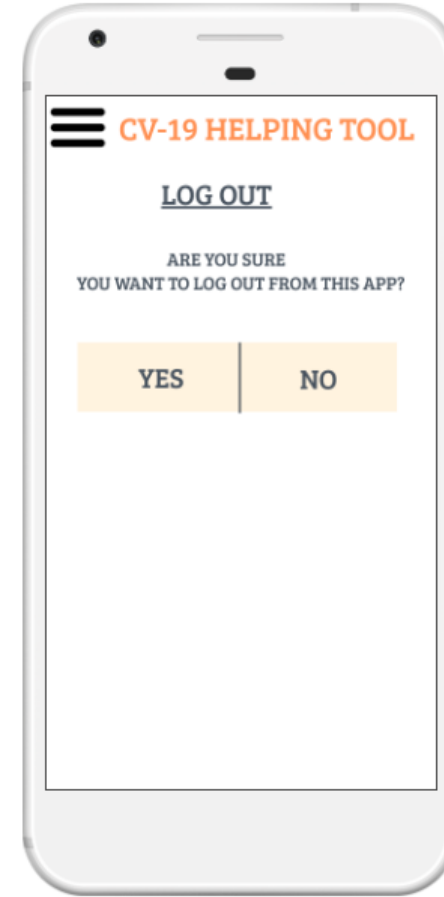 CV-19 HELPING TOOL
LOG OUT
ARE YOU SURE
YOU WANT TO LOG OUT FROM THIS APP?
YES
NO